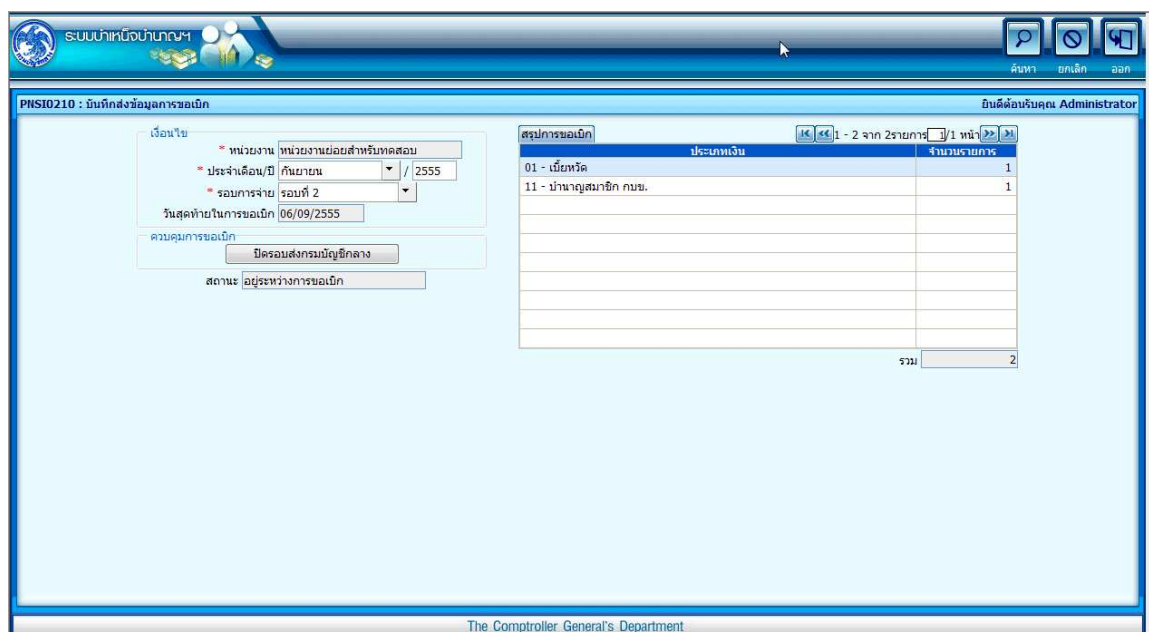 ระบบบำเหน็จบำนาญฯ
ค้นหา ยกเลิก ออก
PNSI0210 : บันทึกส่งข้อมูลการขอเบิก ยินดีต้อนรับคุณ Administrator
เงื่อนไข
* หน่วยงาน หน่วยงานย่อยสำหรับทดสอบ
* ประจำเดือน/ปี กันยายน / 2555
* รอบการจ่าย รอบที่ 2
วันสุดท้ายในการขอเบิก 06/09/2555
ควบคุมการขอเบิก
ปิดรอบส่งกรมบัญชีกลาง
สถานะ อยู่ระหว่างการขอเบิก
สรุปการขอเบิก 1 - 2 จาก 2รายการ 1/1 หน้า
ประเภทเงิน จำนวนรายการ
01 - เบี้ยหวัด 1
11 - บำนาญสมาชิก กบข. 1
รวม 2
The Comptroller General's Department